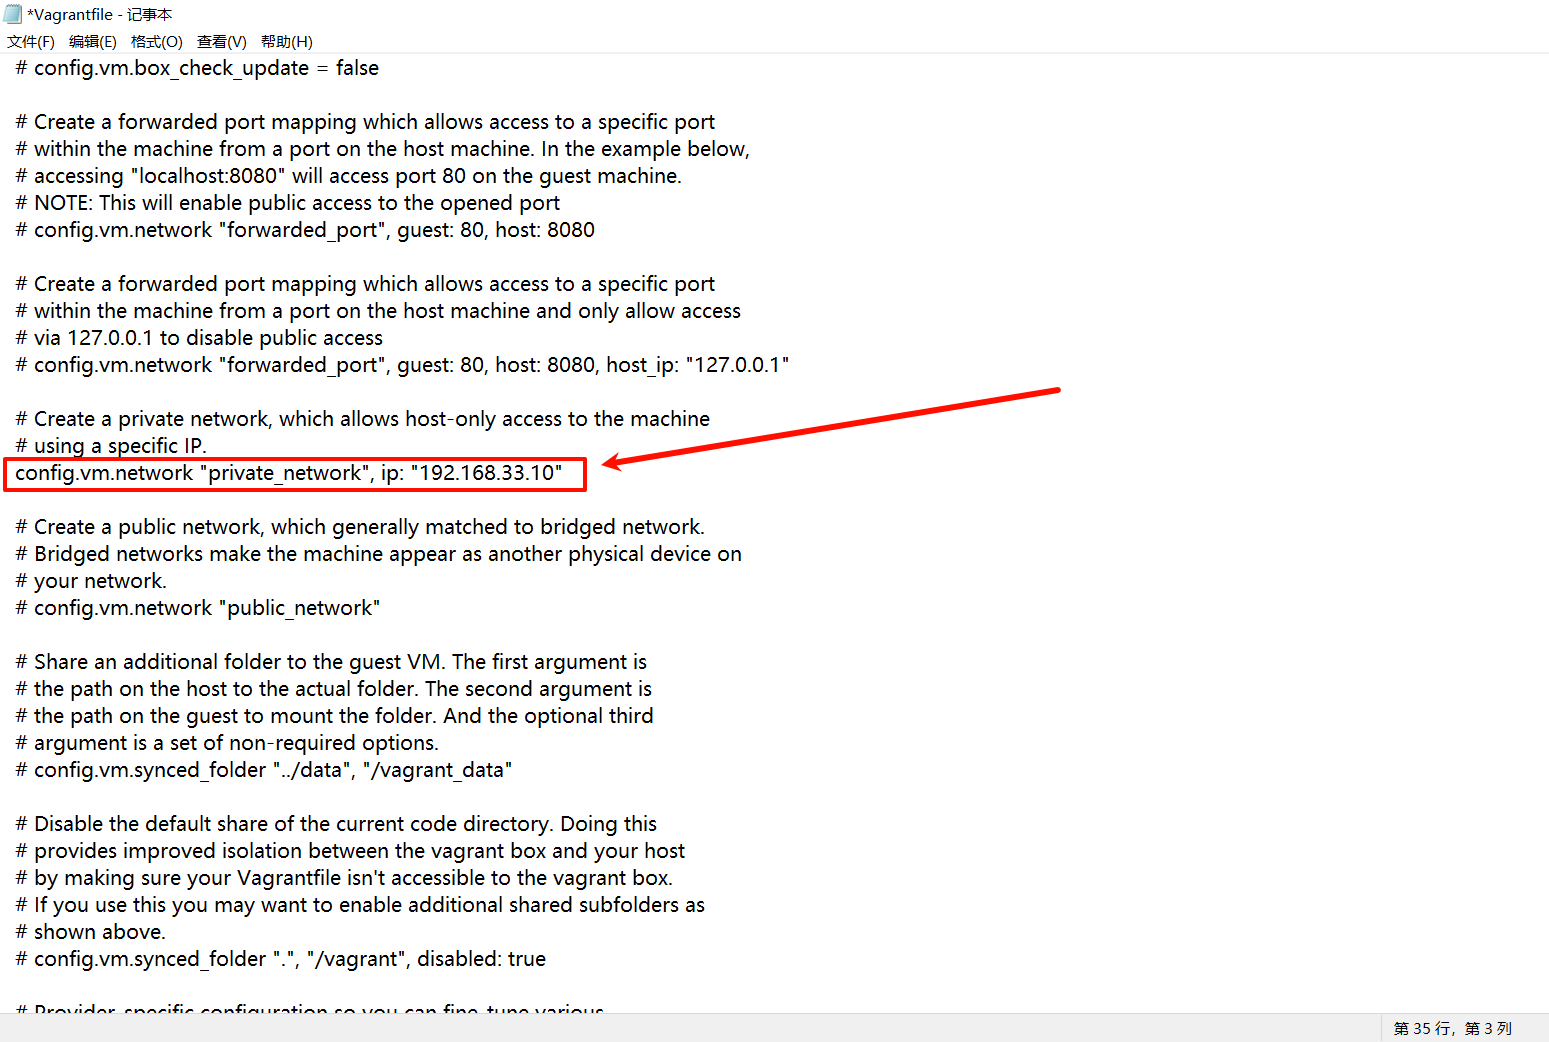 *Vagrantfile - 记事本
文件(F) 编辑(E) 格式(O) 查看(V) 帮助(H)
# config.vm.box_check_update = false
# Create a forwarded port mapping which allows access to a specific port
# within the machine from a port on the host machine. In the example below,
# accessing "localhost:8080" will access port 80 on the guest machine.
# NOTE: This will enable public access to the opened port
# config.vm.network "forwarded_port", guest: 80, host: 8080
# Create a forwarded port mapping which allows access to a specific port
# within the machine from a port on the host machine and only allow access
# via 127.0.0.1 to disable public access
# config.vm.network "forwarded_port", guest: 80, host: 8080, host_ip: "127.0.0.1"
# Create a private network, which allows host-only access to the machine
# using a specific IP.
config.vm.network "private_network", ip: "192.168.33.10"
# Create a public network, which generally matched to bridged network.
# Bridged networks make the machine appear as another physical device on
# your network.
# config.vm.network "public_network"
# Share an additional folder to the guest VM. The first argument is
# the path on the host to the actual folder. The second argument is
# the path on the guest to mount the folder. And the optional third
# argument is a set of non-required options.
# config.vm.synced_folder "../data", "/vagrant_data"
# Disable the default share of the current code directory. Doing this
# provides improved isolation between the vagrant box and your host
# by making sure your Vagrantfile isn't accessible to the vagrant box.
# If you use this you may want to enable additional shared subfolders as
# shown above.
# config.vm.synced_folder ".", "/vagrant", disabled: true
# Provider-specific configuration so you can fine-tune various
第 35 行，第 3 列